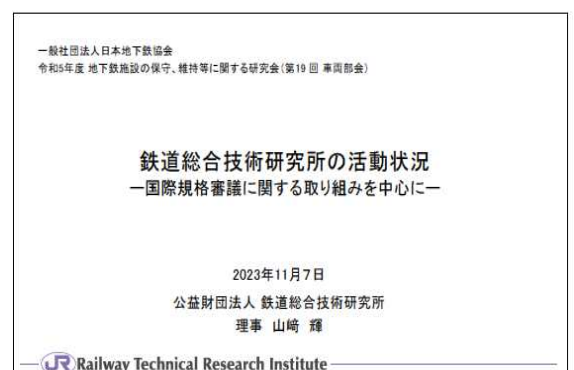 一般社団法人日本地下鉄協会
令和5年度 地下鉄施設の保守、維持等に関する研究会(第19 回 車両部会)
鉄道総合技術研究所の活動状況
ー国際規格審議に関する取り組みを中心にー
2023年11月7日
公益財団法人 鉄道総合技術研究所
理事 山﨑 輝
JR Railway Technical Research Institute